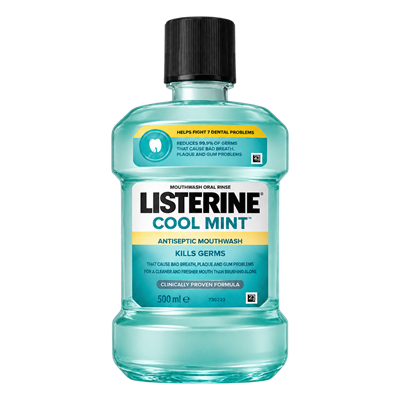 HELPS FIGHT 7 DENTAL PROBLEMS
REDUCES 99.9% OF GERMS
THAT CAUSE BAD BREATH,
PLAQUE AND GUM PROBLEMS
MOUTHWASH ORAL RINSE
LISTERINE
COOL MINT™
ANTISEPTIC MOUTHWASH
KILLS GERMS
THAT CAUSE BAD BREATH, PLAQUE AND GUM PROBLEMS
FOR A CLEANER AND FRESHER MOUTH THAN BRUSHING ALONE
CLINICALLY PROVEN FORMULA
500 ml ℮